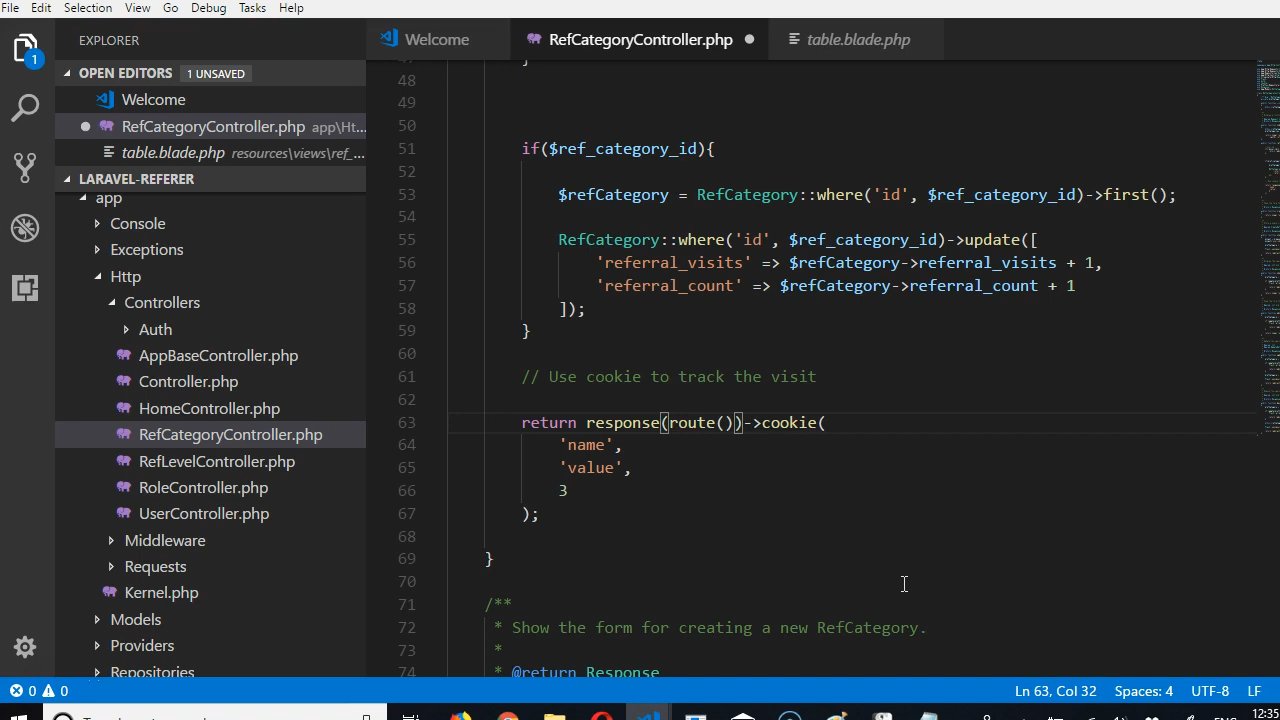 File Edit Selection View Go Debug Tasks Help
EXPLORER
OPEN EDITORS 1 UNSAVED
Welcome
RefCategoryController.php app\Ht...
table.blade.php resources\views\ref_...
LARAVEL-REFERER
app
Console
Exceptions
Http
Controllers
Auth
AppBaseController.php
Controller.php
HomeController.php
RefCategoryController.php
RefLevelController.php
RoleController.php
UserController.php
Middleware
Requests
Kernel.php
Models
Providers
Repositories
1
Welcome RefCategoryController.php table.blade.php
47 }
48
49
50
51 if($ref_category_id){
52
53 $refCategory = RefCategory::where('id', $ref_category_id)->first();
54
55 RefCategory::where('id', $ref_category_id)->update([
56 'referral_visits' => $refCategory->referral_visits + 1,
57 'referral_count' => $refCategory->referral_count + 1
58 ]);
59 }
60
61 // Use cookie to track the visit
62
63 return response(route())->cookie(
64 'name',
65 'value',
66 3
67 );
68
69 }
70
71 /**
72 * Show the form for creating a new RefCategory.
73 *
74 * @return Response
0 0 Ln 63, Col 32 Spaces: 4 UTF-8 LF
12:35